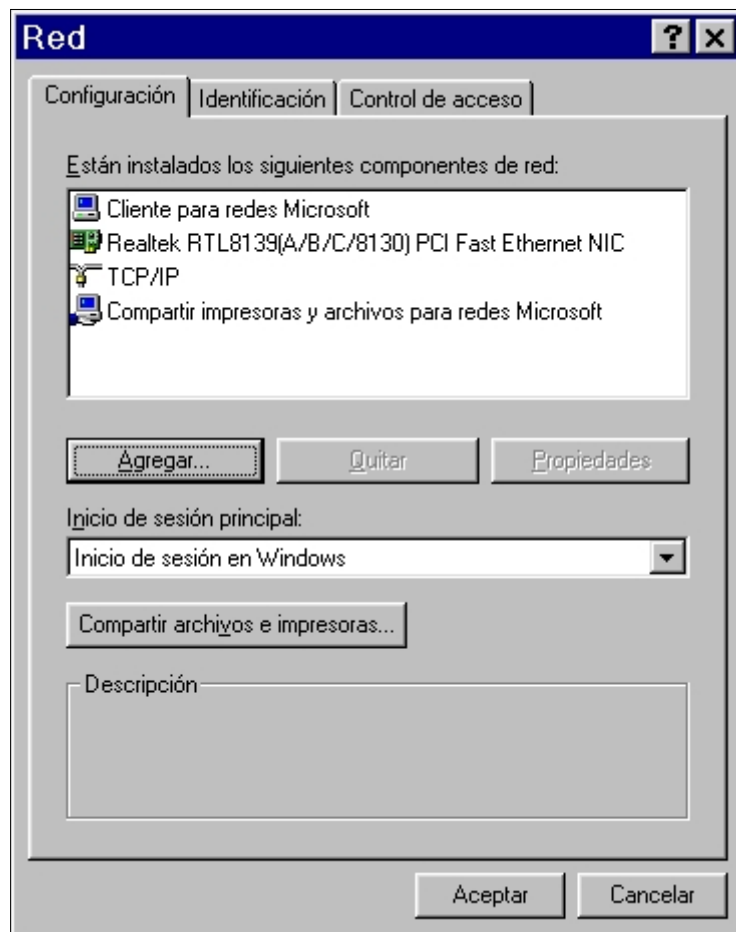 Red
Configuración Identificación Control de acceso
Están instalados los siguientes componentes de red:
Cliente para redes Microsoft
Realtek RTL8139(A/B/C/8130) PCI Fast Ethernet NIC
TCP/IP
Compartir impresoras y archivos para redes Microsoft
Agregar... Quitar Propiedades
Inicio de sesión principal:
Inicio de sesión en Windows
Compartir archivos e impresoras...
Descripción
Aceptar Cancelar